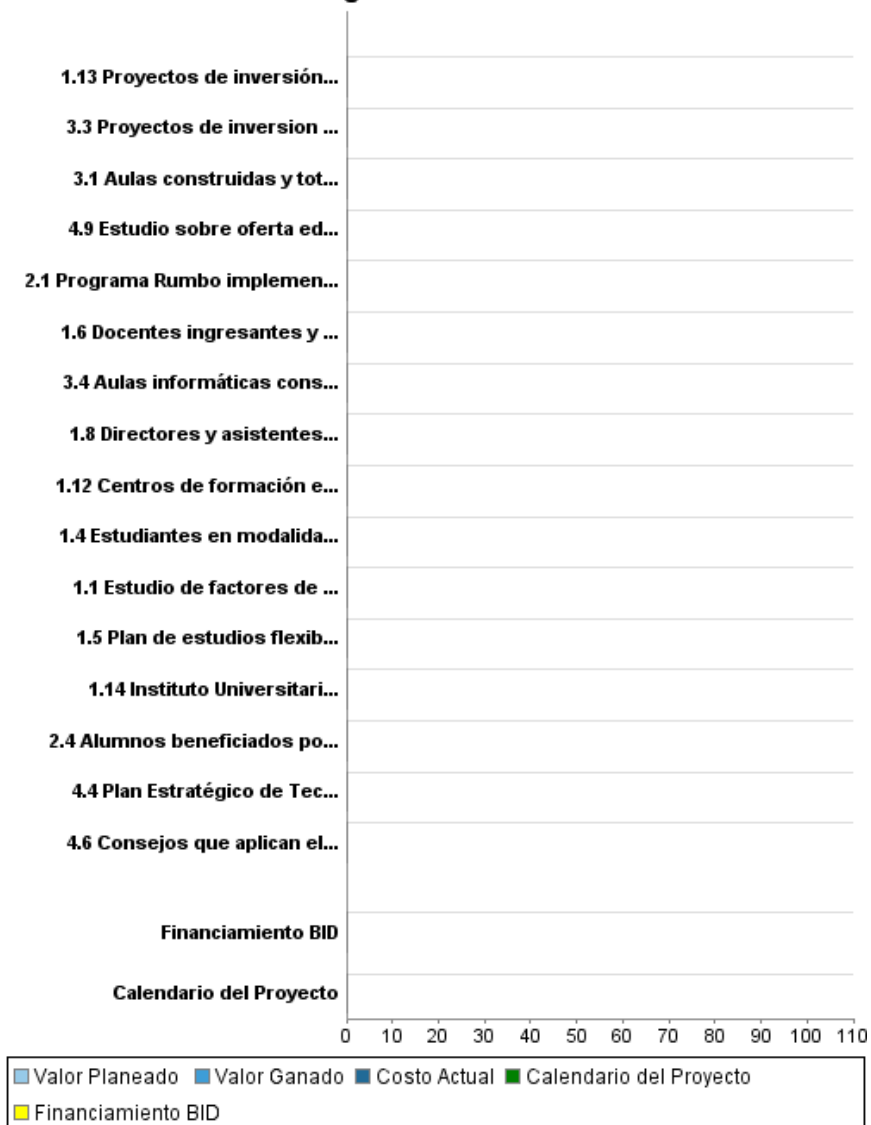 1.13 Proyectos de inversión...
3.3 Proyectos de inversion ...
3.1 Aulas construidas y tot...
4.9 Estudio sobre oferta ed...
2.1 Programa Rumbo implemen...
1.6 Docentes ingresantes y ...
3.4 Aulas informáticas cons...
1.8 Directores y asistentes...
1.12 Centros de formación e...
1.4 Estudiantes en modalida...
1.1 Estudio de factores de ...
1.5 Plan de estudios flexib...
1.14 Instituto Universitari...
2.4 Alumnos beneficiados po...
4.4 Plan Estratégico de Tec...
4.6 Consejos que aplican el...
Financiamiento BID
Calendario del Proyecto
0 10 20 30 40 50 60 70 80 90 100 110
Valor Planeado Valor Ganado Costo Actual Calendario del Proyecto
Financiamiento BID